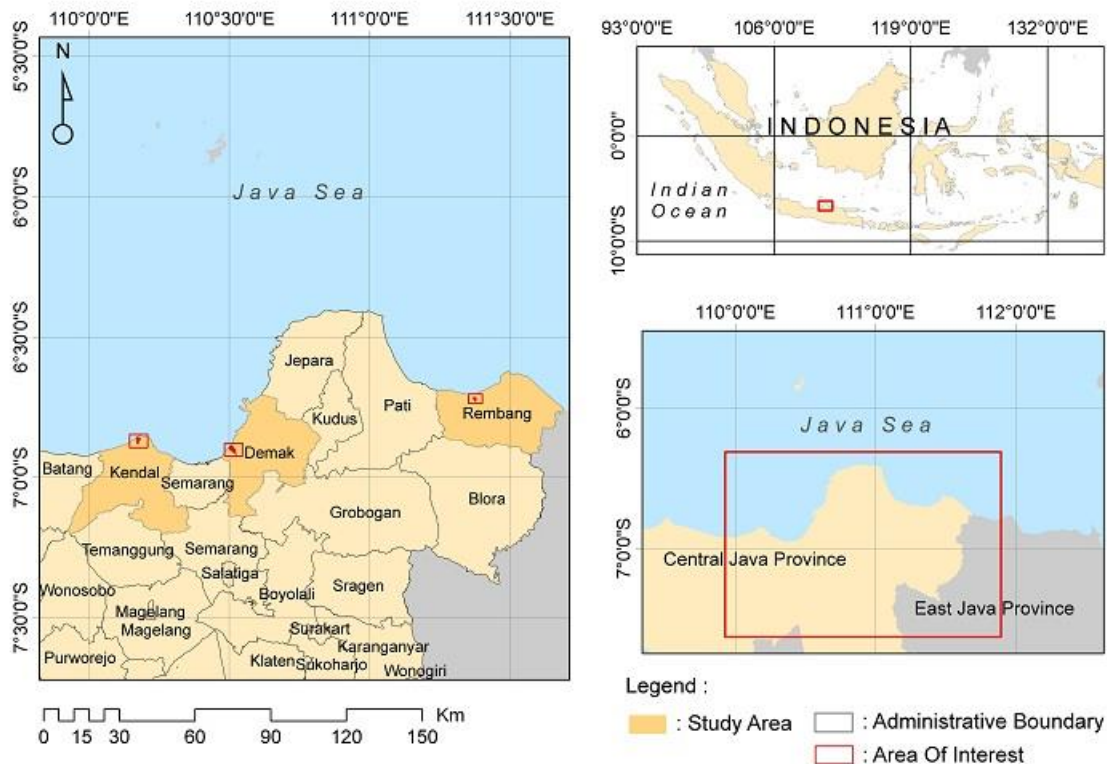 110°0'0"E 110°30'0"E 111°0'0"E 111°30'0"E
5°30'0"S
6°0'0"S
6°30'0"S
7°0'0"S
7°30'0"S
N
Java Sea
Jepara
Kudus
Pati
Rembang
Demak
Batang
Kendal
Semarang
Blora
Grobogan
Temanggung
Semarang
Salatiga
Wonosobo
Boyolali
Sragen
Magelang
Magelang
Surakart
Karanganyar
Purworejo
Klaten
Sukoharjo
Wonogiri
Km
0 15 30 60 90 120 150
93°0'0"E 106°0'0"E 119°0'0"E 132°0'0"E
0°0'0"
10°0'0"S
INDONESIA
Indian
Ocean
110°0'0"E 111°0'0"E 112°0'0"E
6°0'0"S
7°0'0"S
Java Sea
Central Java Province
East Java Province
Legend :
: Study Area
: Administrative Boundary
: Area Of Interest